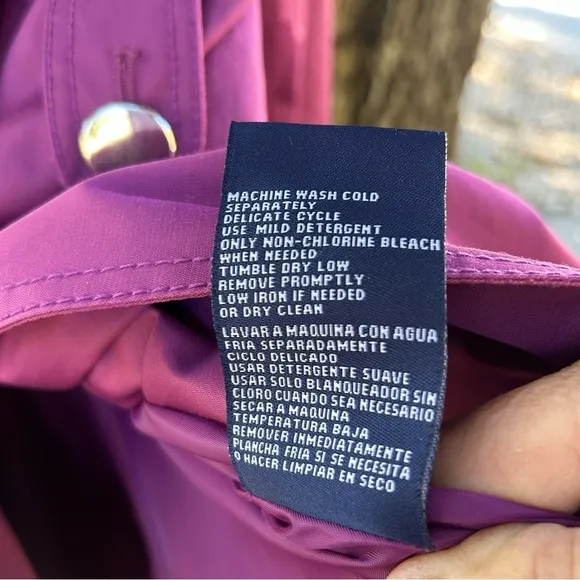 MACHINE WASH COLD
SEPARATELY
DELICATE CYCLE
USE MILD DETERGENT
ONLY NON-CHLORINE BLEACH
WHEN NEEDED
TUMBLE DRY LOW
REMOVE PROMPTLY
LOW IRON IF NEEDED
OR DRY CLEAN
LAVAR A MAQUINA CON AGUA
FRIA SEPARADAMENTE
CICLO DELICADO
USAR DETERGENTE SUAVE
USAR SOLO BLANQUEADOR SIN
CLORO CUANDO SEA NECESARIO
SECAR A MAQUINA
TEMPERATURA BAJA
REMOVER INMEDIATAMENTE
PLANCHA FRIA SI SE NECESITA
O HACER LIMPIAR EN SECO